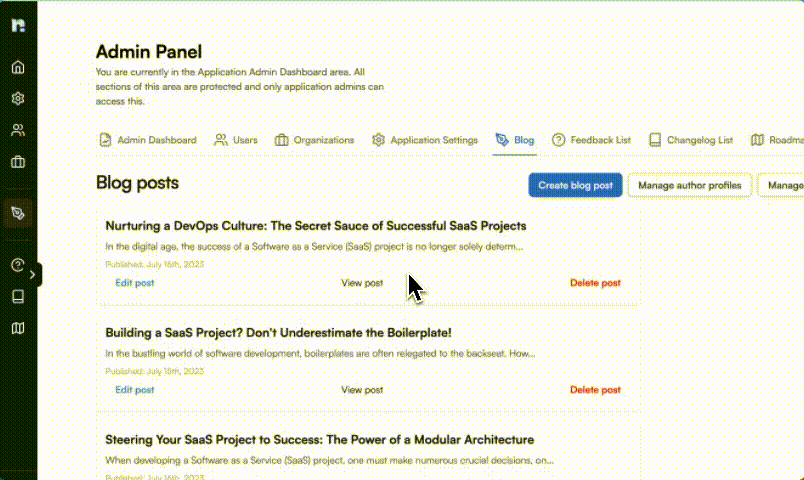 n.
Admin Panel
You are currently in the Application Admin Dashboard area. All
sections of this area are protected and only application admins can
access this.
Admin Dashboard Users Organizations Application Settings Blog Feedback List Changelog List Roadma
Blog posts
Create blog post Manage author profiles Manage
Nurturing a DevOps Culture: The Secret Sauce of Successful SaaS Projects
In the digital age, the success of a Software as a Service (SaaS) project is no longer solely determ...
Published: July 16th, 2023
Edit post View post Delete post
Building a SaaS Project? Don't Underestimate the Boilerplate!
In the bustling world of software development, boilerplates are often relegated to the backseat. How...
Published: July 16th, 2023
Edit post View post Delete post
Steering Your SaaS Project to Success: The Power of a Modular Architecture
When developing a Software as a Service (SaaS) project, one must make numerous crucial decisions, on...
Published: July 16th, 2023